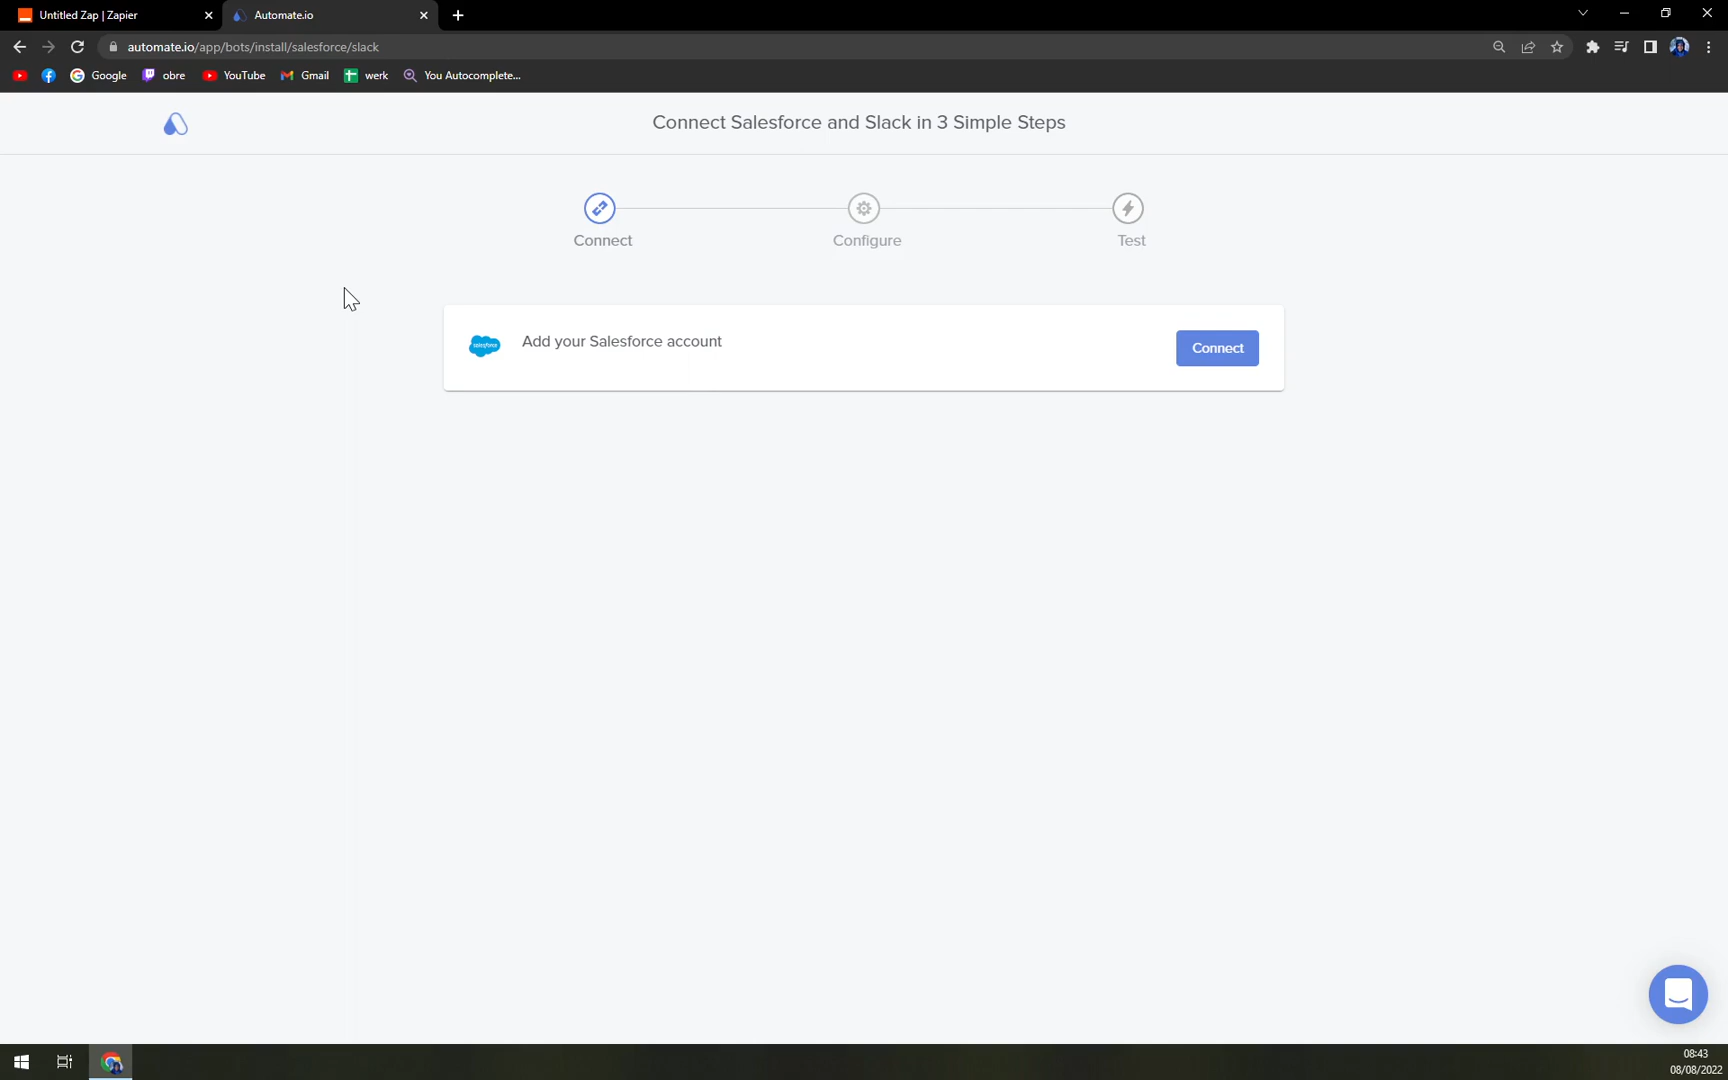 Untitled Zap | Zapier
Automate.io
automate.io/app/bots/install/salesforce/slack
Google
obre
YouTube
Gmail
werk
You Autocomplete...
Connect Salesforce and Slack in 3 Simple Steps
Connect
Configure
Test
salesforce
Add your Salesforce account
Connect
08:43
08/08/2022